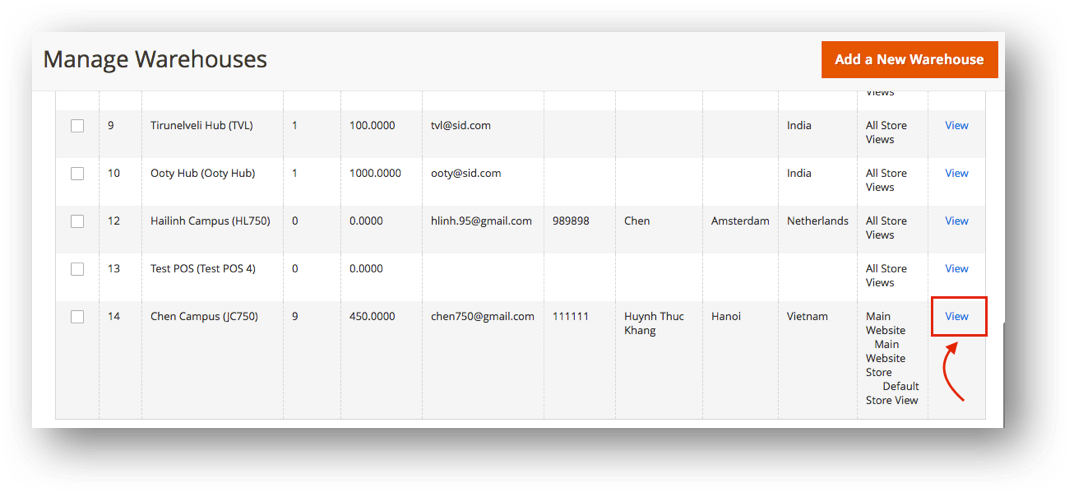 Manage Warehouses
Add a New Warehouse
Views
9 Tirunelveli Hub (TVL) 1 100.0000 tvl@sid.com India All Store View
Views
10 Ooty Hub (Ooty Hub) 1 1000.0000 ooty@sid.com India All Store View
Views
12 Hailinh Campus (HL750) 0 0.0000 hlinh.95@gmail.com 989898 Chen Amsterdam Netherlands All Store View
Views
13 Test POS (Test POS 4) 0 0.0000 All Store View
Views
14 Chen Campus (JC750) 9 450.0000 chen750@gmail.com 111111 Huynh Thuc Hanoi Vietnam Main View
Khang Website
Main
Website
Store
Default
Store View